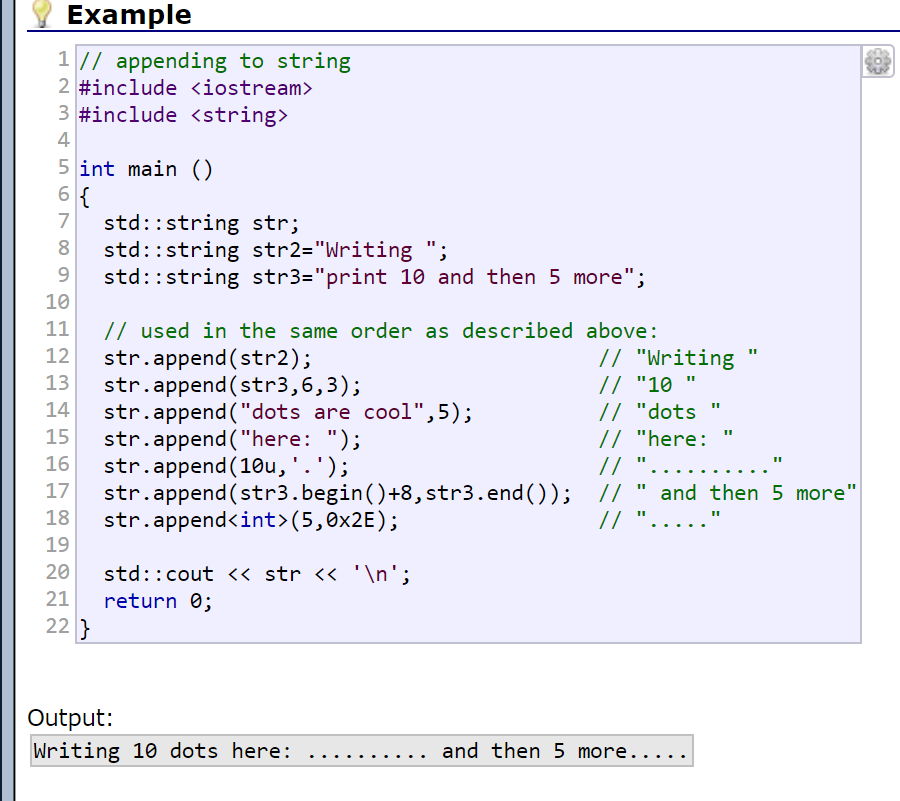 Example
1 // appending to string
2 #include <iostream>
3 #include <string>
4
5 int main ()
6 {
7   std::string str;
8   std::string str2="Writing ";
9   std::string str3="print 10 and then 5 more";
10
11   // used in the same order as described above:
12   str.append(str2);                       // "Writing "
13   str.append(str3,6,3);                   // "10 "
14   str.append("dots are cool",5);          // "dots "
15   str.append("here: ");                   // "here: "
16   str.append(10u,'.');                    // ".........."
17   str.append(str3.begin()+8,str3.end());  // " and then 5 more"
18   str.append<int>(5,0x2E);                // "....."
19
20   std::cout << str << '\n';
21   return 0;
22 }
Output:
Writing 10 dots here: .......... and then 5 more.....